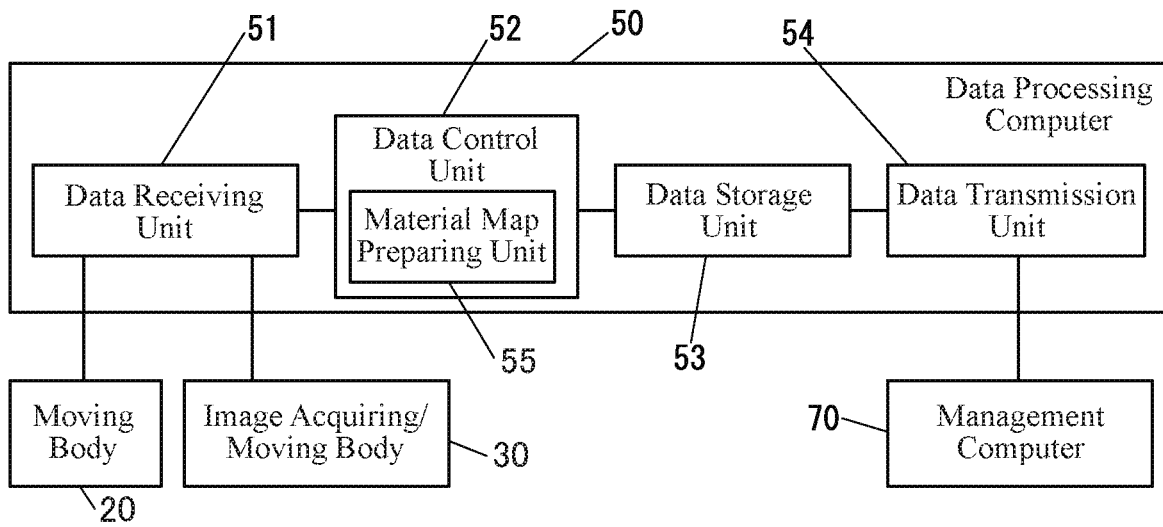 51
52
50
54
Data Processing
Computer
Data Receiving
Unit
Data Control
Unit
Material Map
Preparing Unit
Data Storage
Unit
Data Transmission
Unit
55
53
Moving
Body
20
Image Acquiring/
Moving Body
30
70
Management
Computer